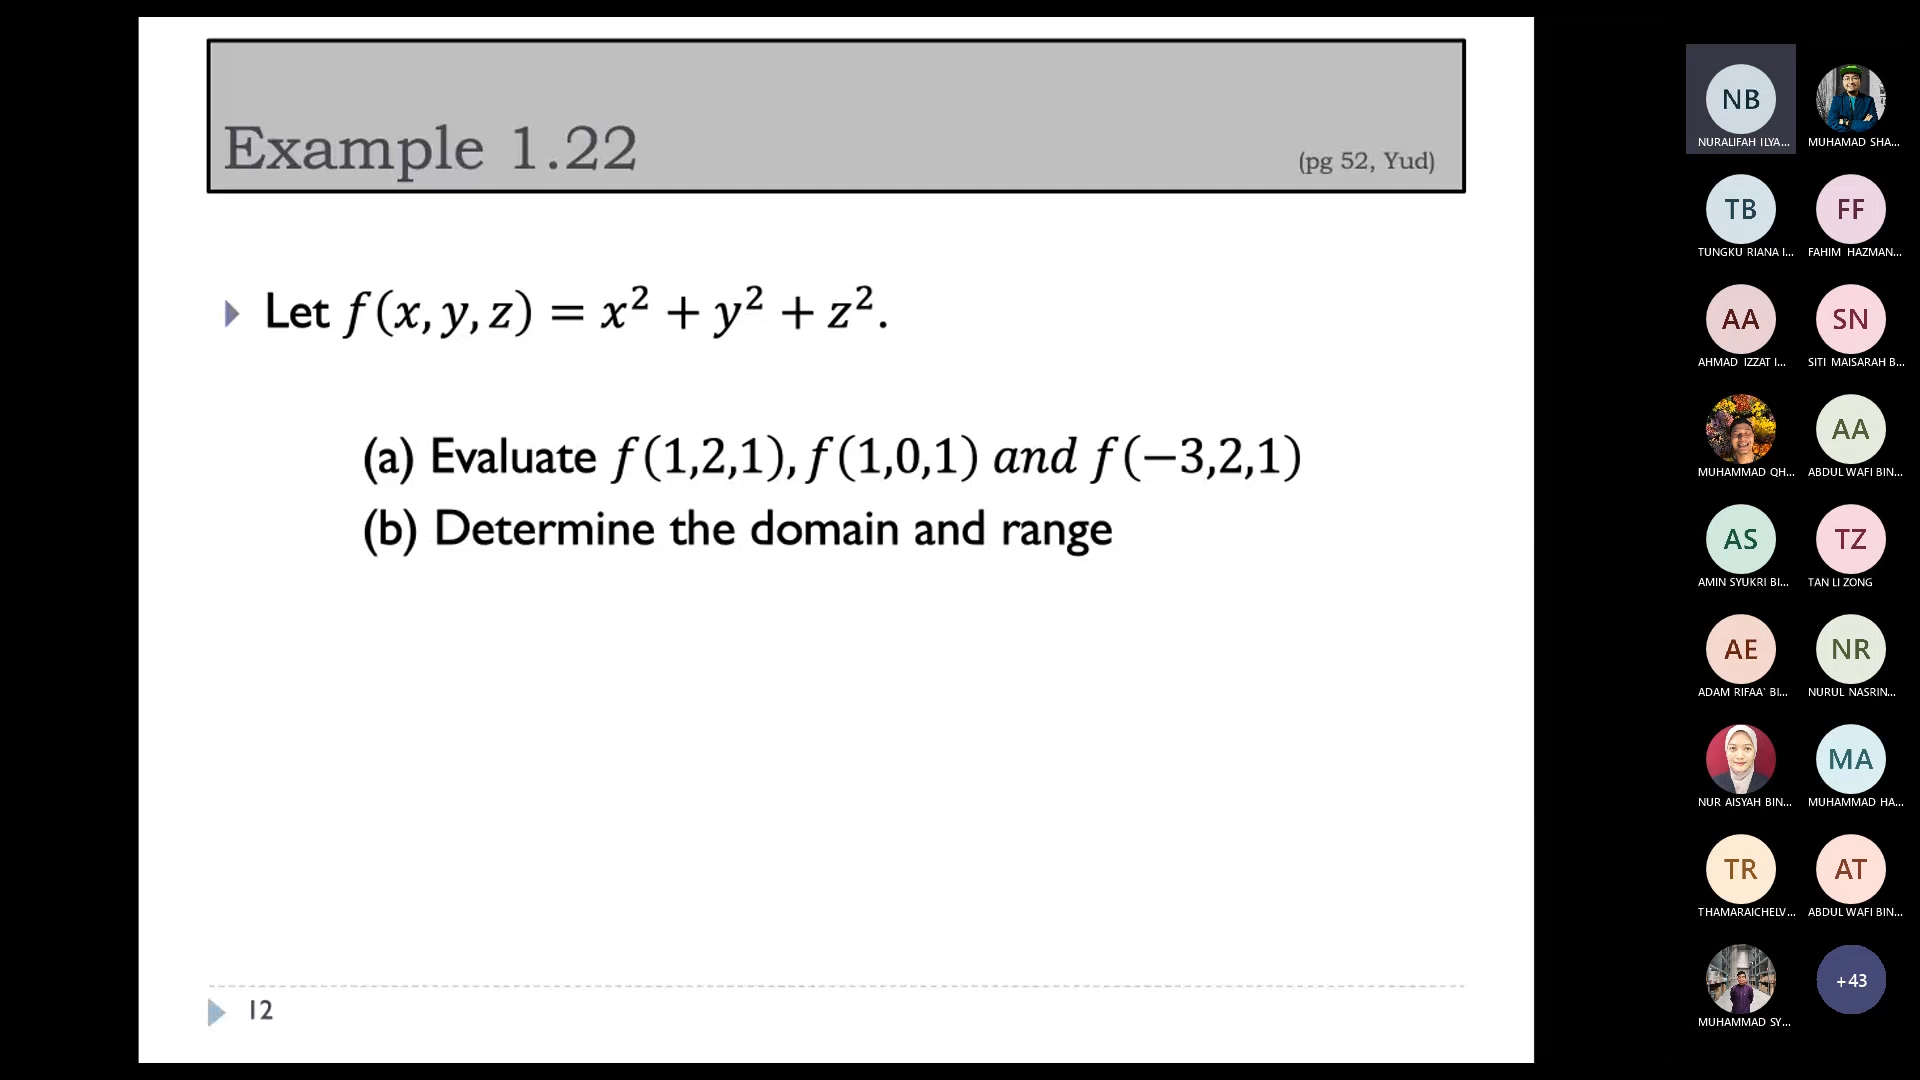 Example 1.22
(pg 52, Yud)
Let f(x, y, z) = x² + y² + z².
(a) Evaluate f(1,2,1), f(1,0,1) and f(−3,2,1)
(b) Determine the domain and range
12
NB
NURALIFAH ILYA...
MUHAMAD SHA...
TB
TUNGKU RIANA I...
FF
FAHIM HAZMAN...
AA
AHMAD IZZAT I...
SN
SITI MAISARAH B...
MUHAMMAD QH...
AA
ABDUL WAFI BIN...
AS
AMIN SYUKRI BI...
TZ
TAN LI ZONG
AE
ADAM RIFAA` BI...
NR
NURUL NASRIN...
NUR AISYAH BIN...
MA
MUHAMMAD HA...
TR
THAMARAICHELV...
AT
ABDUL WAFI BIN...
MUHAMMAD SY...
+43